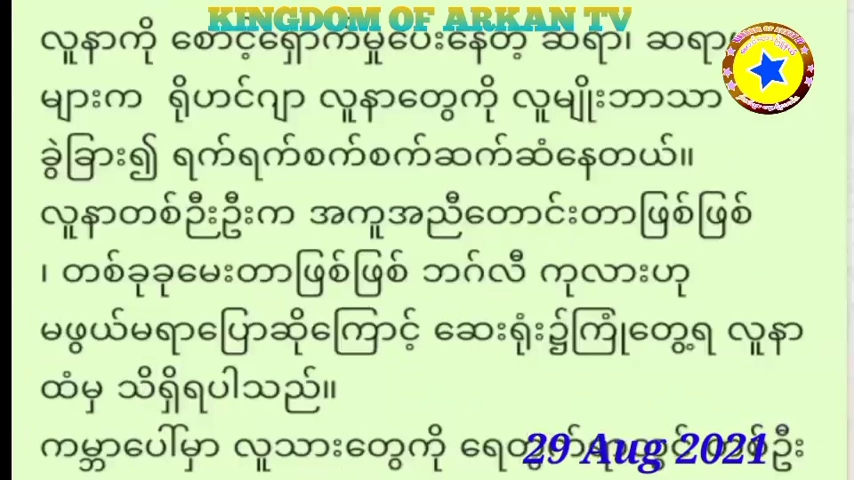 KINGDOM OF ARKAN TV
လူနာကို စောင့်ရှောက်မှုပေးနေတဲ့ ဆရာ၊ ဆရာမ
များက ရိုဟင်ဂျာ လူနာတွေကို လူမျိုးဘာသာ
ခွဲခြား၍ ရက်ရက်စက်စက်ဆက်ဆံနေတယ်။
လူနာတစ်ဦးဦးက အကူအညီတောင်းတာဖြစ်ဖြစ်
၊ တစ်ခုခုမေးတာဖြစ်ဖြစ် ဘင်္ဂလီ ကုလားဟု
မဖွယ်မရာပြောဆိုကြောင့် ဆေးရုံး၌ကြုံတွေ့ရ လူနာ
ထံမှ သိရှိရပါသည်။
ကမ္ဘာပေါ်မှာ လူသားတွေကို
29 Aug 2021